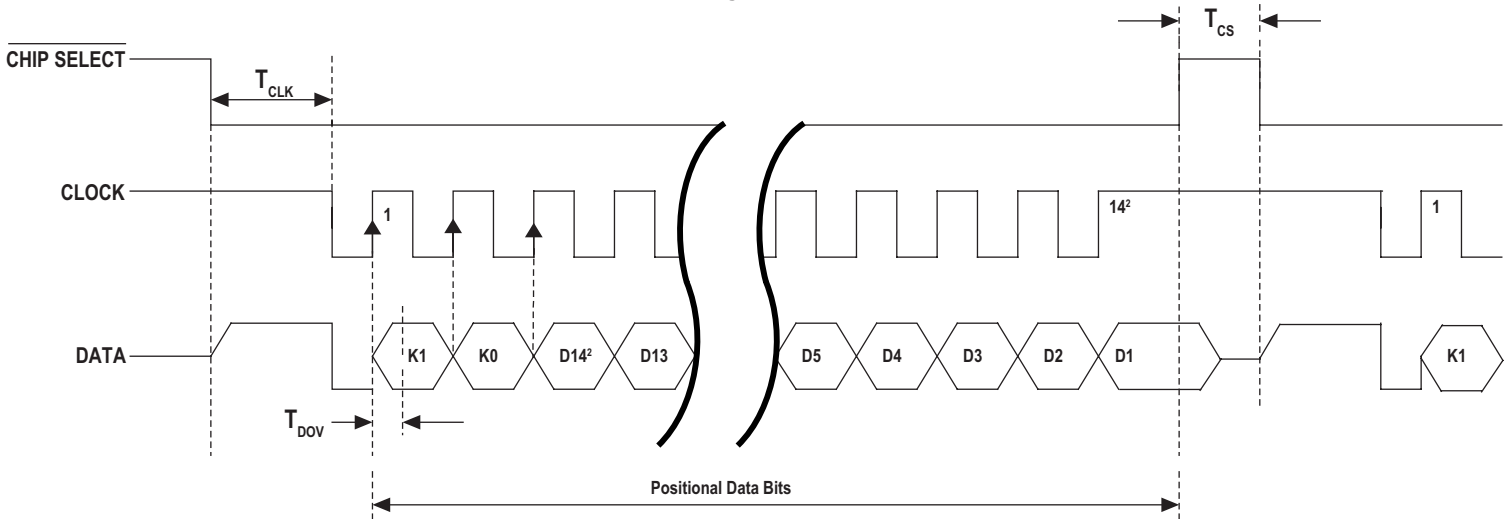 T_CS
CHIP SELECT
T_CLK
CLOCK
1
14²
1
DATA
K1 K0 D14² D13 D5 D4 D3 D2 D1 K1
T_DOV
Positional Data Bits